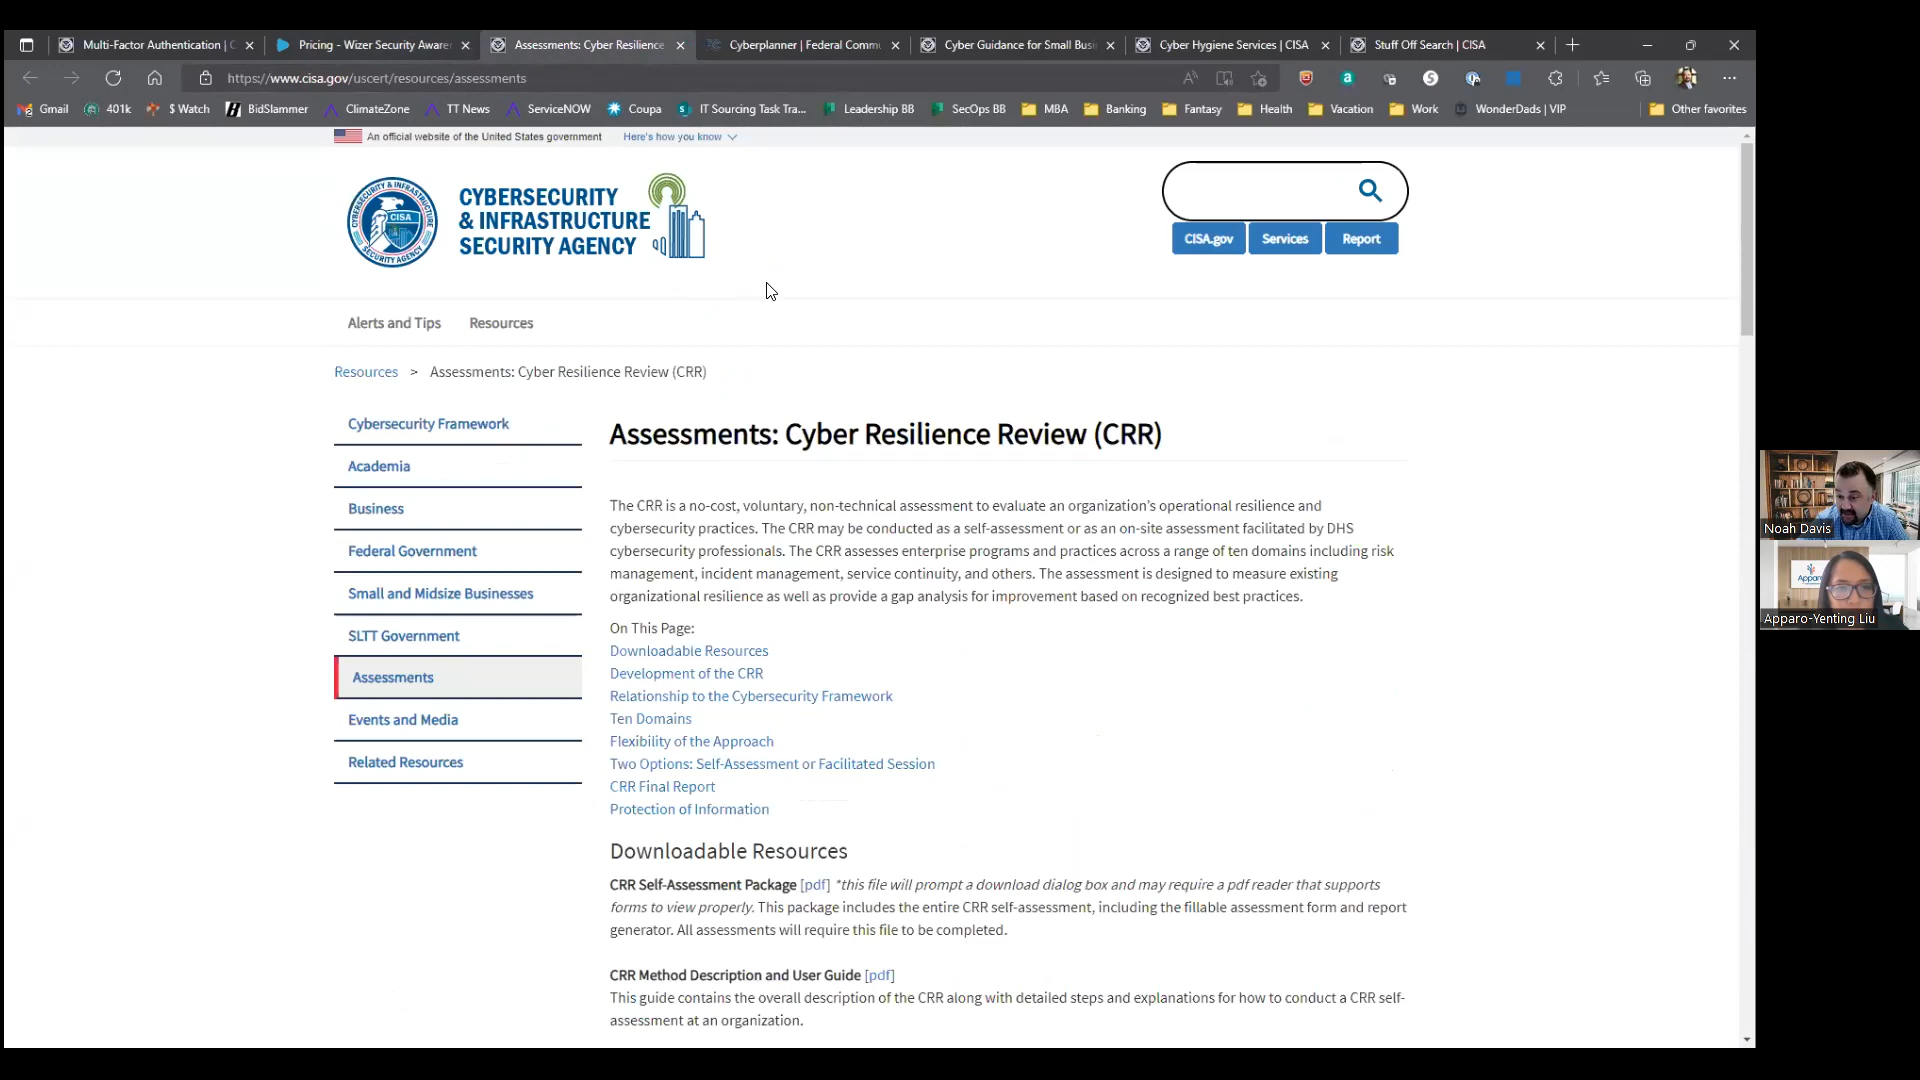 Multi-Factor Authentication | C
Pricing - Wizer Security Aware
Assessments: Cyber Resilience
Cyberplanner | Federal Commu
Cyber Guidance for Small Busi
Cyber Hygiene Services | CISA
Stuff Off Search | CISA
https://www.cisa.gov/uscert/resources/assessments
Gmail
401k
$ Watch
BidSlammer
ClimateZone
TT News
ServiceNOW
Coupa
IT Sourcing Task Tra...
Leadership BB
SecOps BB
MBA
Banking
Fantasy
Health
Vacation
Work
WonderDads | VIP
Other favorites
An official website of the United States government
Here's how you know
CYBERSECURITY
& INFRASTRUCTURE
SECURITY AGENCY
CISA
CISA.gov
Services
Report
Alerts and Tips
Resources
Resources > Assessments: Cyber Resilience Review (CRR)
Cybersecurity Framework
Academia
Business
Federal Government
Small and Midsize Businesses
SLTT Government
Assessments
Events and Media
Related Resources
Assessments: Cyber Resilience Review (CRR)
The CRR is a no-cost, voluntary, non-technical assessment to evaluate an organization's operational resilience and
cybersecurity practices. The CRR may be conducted as a self-assessment or as an on-site assessment facilitated by DHS
cybersecurity professionals. The CRR assesses enterprise programs and practices across a range of ten domains including risk
management, incident management, service continuity, and others. The assessment is designed to measure existing
organizational resilience as well as provide a gap analysis for improvement based on recognized best practices.
On This Page:
Downloadable Resources
Development of the CRR
Relationship to the Cybersecurity Framework
Ten Domains
Flexibility of the Approach
Two Options: Self-Assessment or Facilitated Session
CRR Final Report
Protection of Information
Downloadable Resources
CRR Self-Assessment Package [pdf] *this file will prompt a download dialog box and may require a pdf reader that supports
forms to view properly. This package includes the entire CRR self-assessment, including the fillable assessment form and report
generator. All assessments will require this file to be completed.
CRR Method Description and User Guide [pdf]
This guide contains the overall description of the CRR along with detailed steps and explanations for how to conduct a CRR self-
assessment at an organization.
Noah Davis
Apparo-Yenting Liu